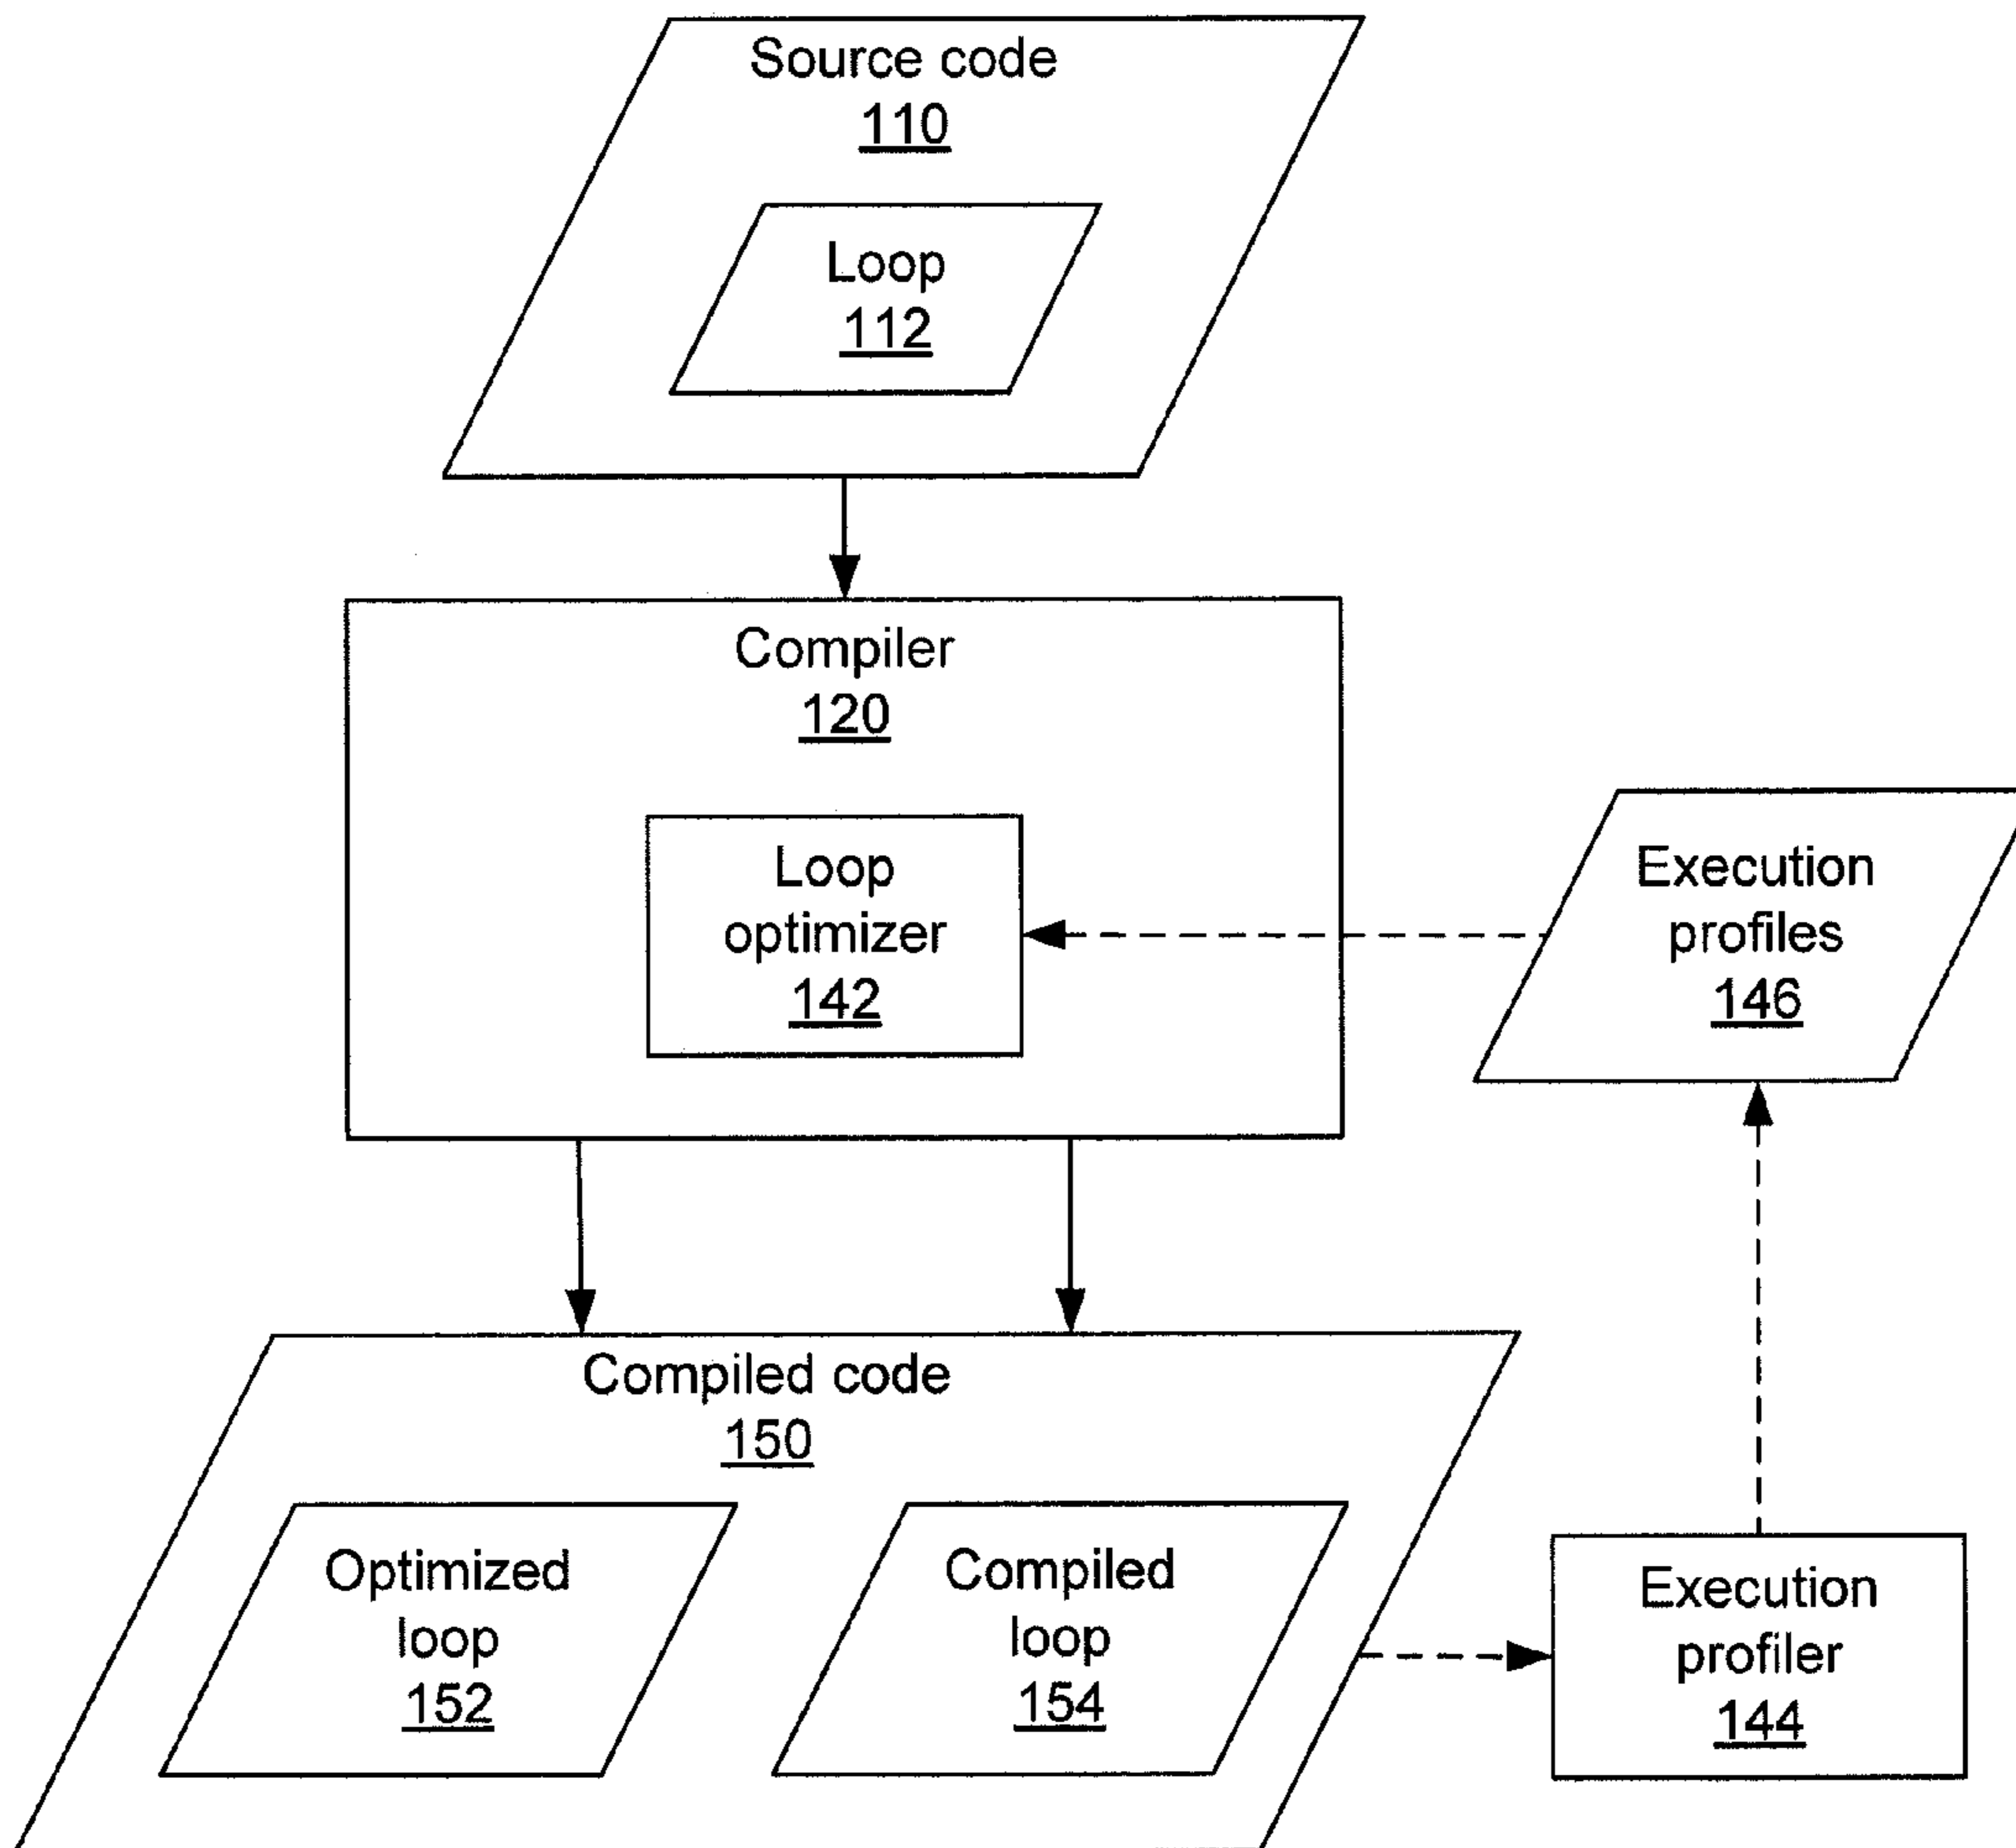 Source code
110
Loop
112
Compiler
120
Loop
optimizer
142
Execution
profiles
146
Compiled code
150
Optimized
loop
152
Compiled
loop
154
Execution
profiler
144